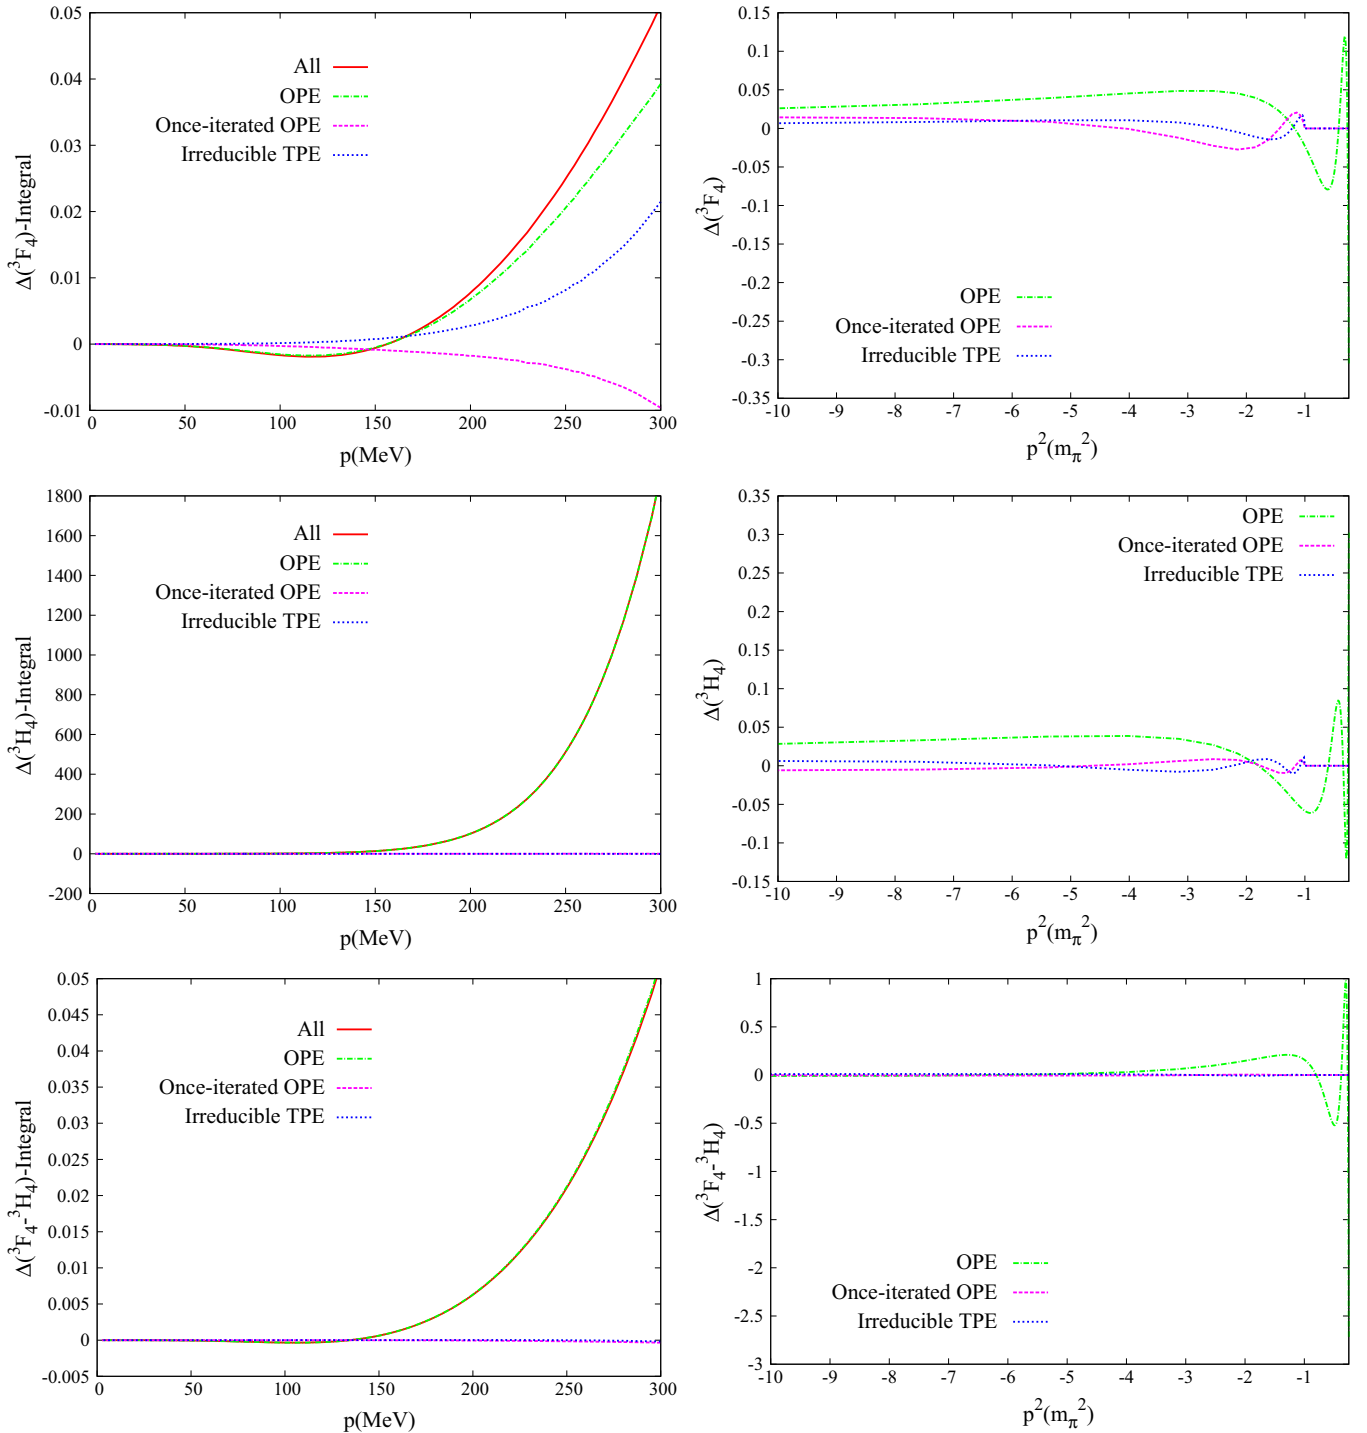 0.05
0.04
0.03
0.02
0.01
0
-0.01
Δ(³F₄)-Integral
All
OPE
Once-iterated OPE
Irreducible TPE
0 50 100 150 200 250 300
p(MeV)
0.15
0.1
0.05
0
-0.05
-0.1
-0.15
-0.2
-0.25
-0.3
-0.35
Δ(³F₄)
OPE
Once-iterated OPE
Irreducible TPE
-10 -9 -8 -7 -6 -5 -4 -3 -2 -1
p²(m_π²)
1800
1600
1400
1200
1000
800
600
400
200
0
-200
Δ(³H₄)-Integral
All
OPE
Once-iterated OPE
Irreducible TPE
0 50 100 150 200 250 300
p(MeV)
0.35
0.3
0.25
0.2
0.15
0.1
0.05
0
-0.05
-0.1
-0.15
Δ(³H₄)
OPE
Once-iterated OPE
Irreducible TPE
-10 -9 -8 -7 -6 -5 -4 -3 -2 -1
p²(m_π²)
0.05
0.045
0.04
0.035
0.03
0.025
0.02
0.015
0.01
0.005
0
-0.005
Δ(³F₄-³H₄)-Integral
All
OPE
Once-iterated OPE
Irreducible TPE
0 50 100 150 200 250 300
p(MeV)
1
0.5
0
-0.5
-1
-1.5
-2
-2.5
-3
Δ(³F₄-³H₄)
OPE
Once-iterated OPE
Irreducible TPE
-10 -9 -8 -7 -6 -5 -4 -3 -2 -1
p²(m_π²)